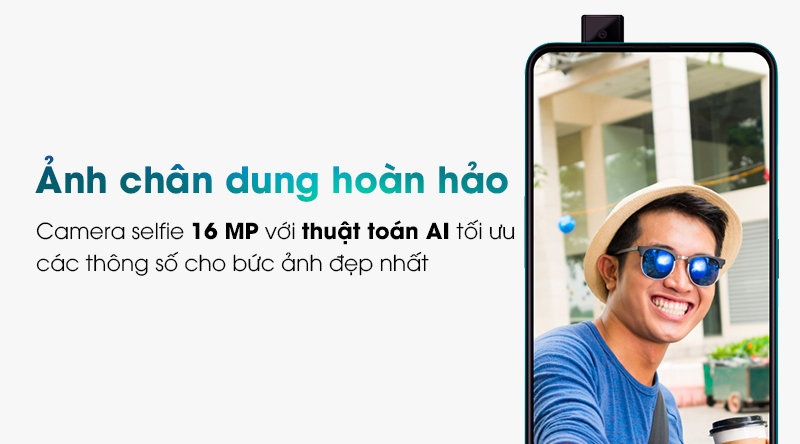 Ảnh chân dung hoàn hảo
Camera selfie 16 MP với thuật toán AI tối ưu
các thông số cho bức ảnh đẹp nhất